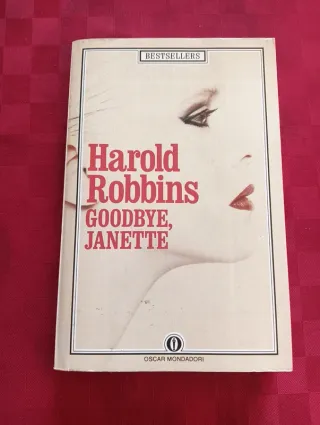 BESTSELLERS
Harold
Robbins
GOODBYE,
JANETTE
OSCAR MONDADORI